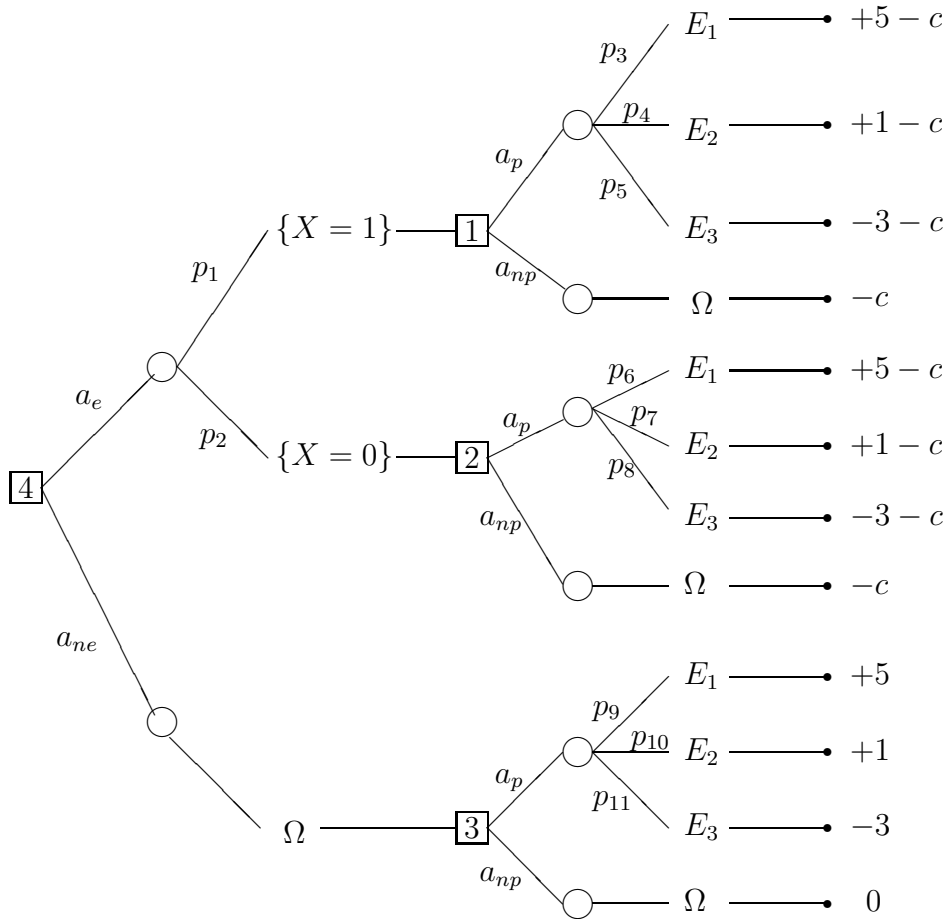 E₁ +5 − c
p₃
p₄ E₂ +1 − c
a_p
p₅
{X = 1} 1 E₃ −3 − c
p₁ a_np
Ω −c
a_e p₆ E₁ +5 − c
p₂ a_p p₇
{X = 0} 2 E₂ +1 − c
p₈
4
a_np E₃ −3 − c
Ω −c
a_ne
E₁ +5
p₉
p₁₀ E₂ +1
a_p
p₁₁
Ω 3 E₃ −3
a_np
Ω 0